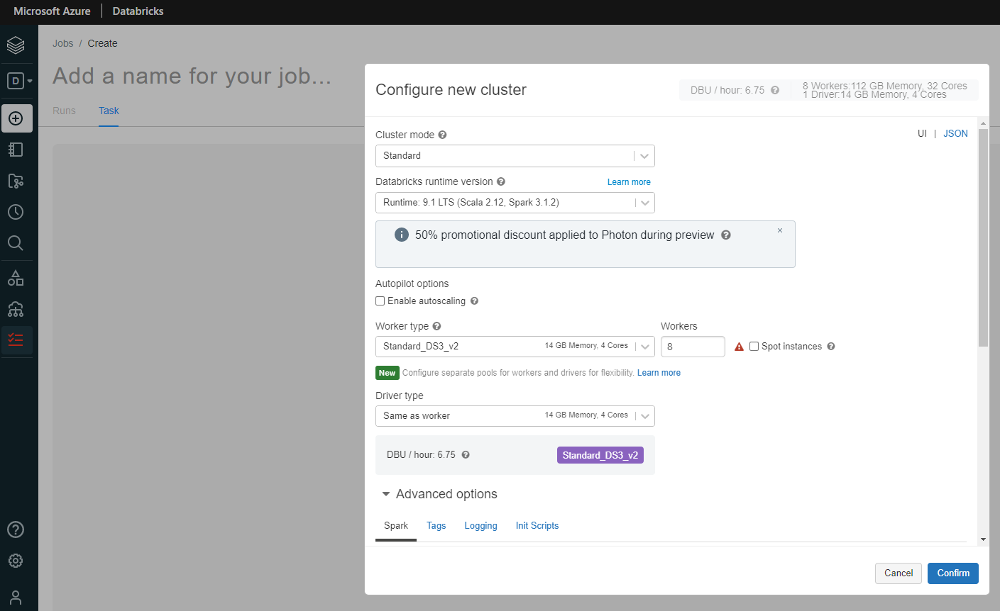 Microsoft Azure | Databricks
Jobs / Create
Add a name for your job...
Runs Task
D
Configure new cluster
DBU / hour: 6.75
8 Workers:112 GB Memory, 32 Cores
1 Driver:14 GB Memory, 4 Cores
UI | JSON
Cluster mode
Standard
Databricks runtime version Learn more
Runtime: 9.1 LTS (Scala 2.12, Spark 3.1.2)
50% promotional discount applied to Photon during preview
Autopilot options
Enable autoscaling
Worker type Workers
Standard_DS3_v2 14 GB Memory, 4 Cores 8 Spot instances
New Configure separate pools for workers and drivers for flexibility. Learn more
Driver type
Same as worker 14 GB Memory, 4 Cores
DBU / hour: 6.75 Standard_DS3_v2
Advanced options
Spark Tags Logging Init Scripts
Cancel Confirm